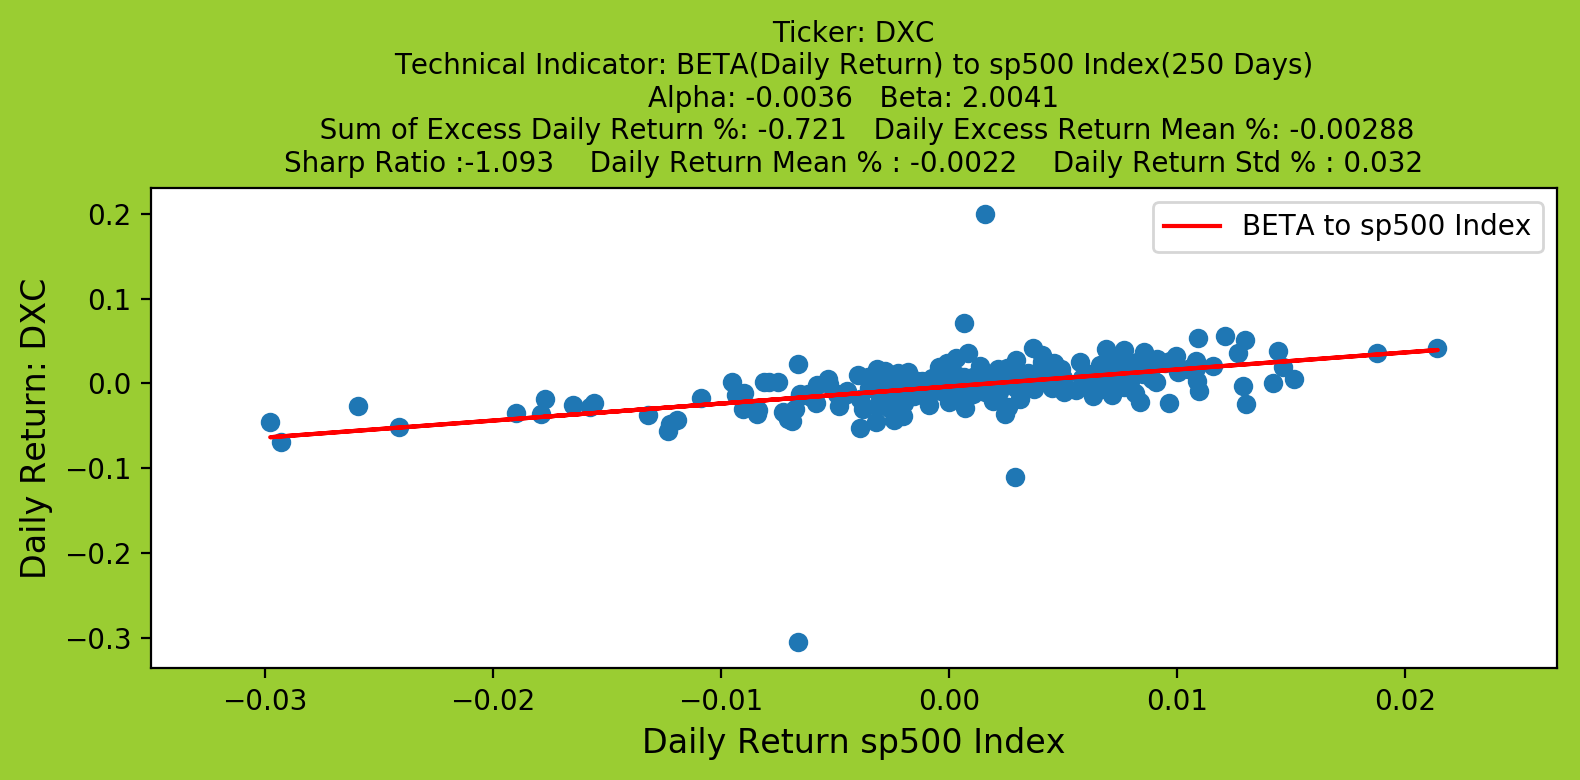 Ticker: DXC
Technical Indicator: BETA(Daily Return) to sp500 Index(250 Days)
Alpha: -0.0036   Beta: 2.0041
Sum of Excess Daily Return %: -0.721   Daily Excess Return Mean %: -0.00288
Sharp Ratio :-1.093    Daily Return Mean % : -0.0022    Daily Return Std % : 0.032
BETA to sp500 Index
Daily Return: DXC
0.2
0.1
0.0
−0.1
−0.2
−0.3
−0.03 −0.02 −0.01 0.00 0.01 0.02
Daily Return sp500 Index